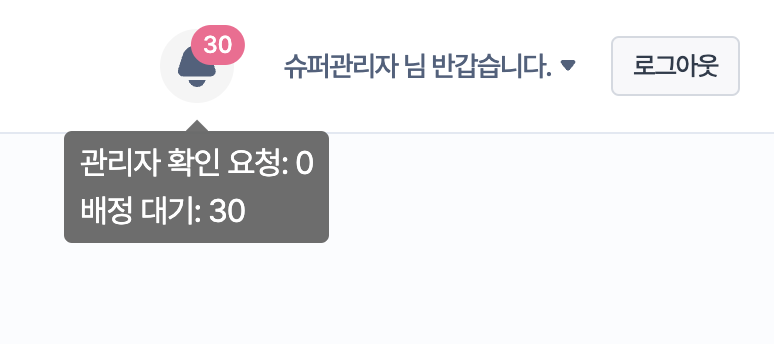 30
슈퍼관리자 님 반갑습니다.
로그아웃
관리자 확인 요청: 0
배정 대기: 30